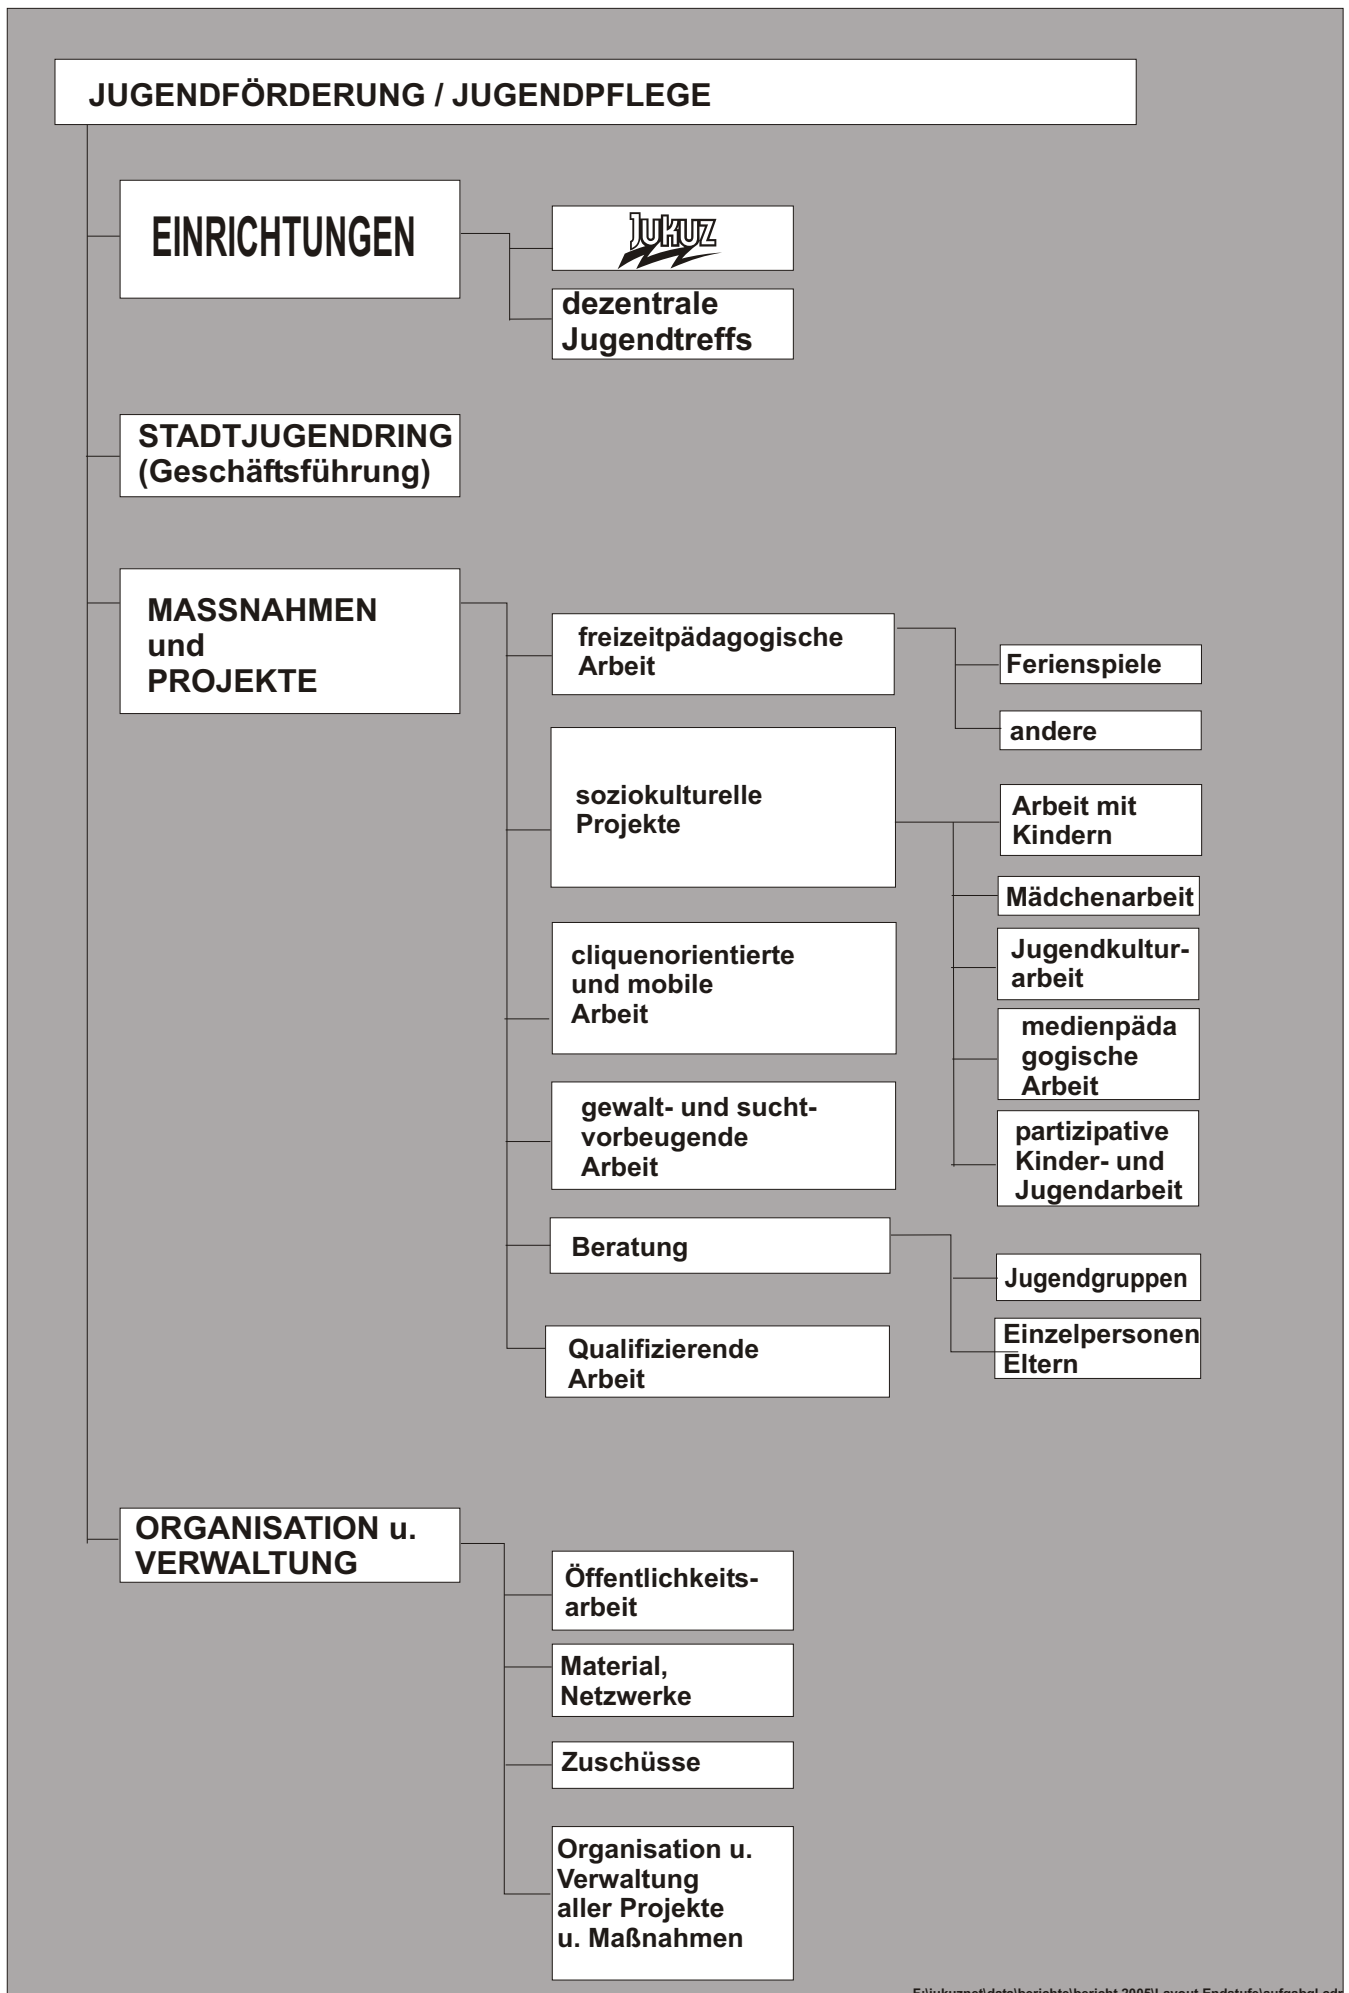 JUGENDFÖRDERUNG / JUGENDPFLEGE
EINRICHTUNGEN
JUKUZ
dezentrale
Jugendtreffs
STADTJUGENDRING
(Geschäftsführung)
MASSNAHMEN
und
PROJEKTE
freizeitpädagogische
Arbeit
Ferienspiele
andere
soziokulturelle
Projekte
Arbeit mit
Kindern
Mädchenarbeit
Jugendkultur-
arbeit
medienpäda
gogische
Arbeit
partizipative
Kinder- und
Jugendarbeit
cliquenorientierte
und mobile
Arbeit
gewalt- und sucht-
vorbeugende
Arbeit
Beratung
Jugendgruppen
Einzelpersonen
Eltern
Qualifizierende
Arbeit
ORGANISATION u.
VERWALTUNG
Öffentlichkeits-
arbeit
Material,
Netzwerke
Zuschüsse
Organisation u.
Verwaltung
aller Projekte
u. Maßnahmen